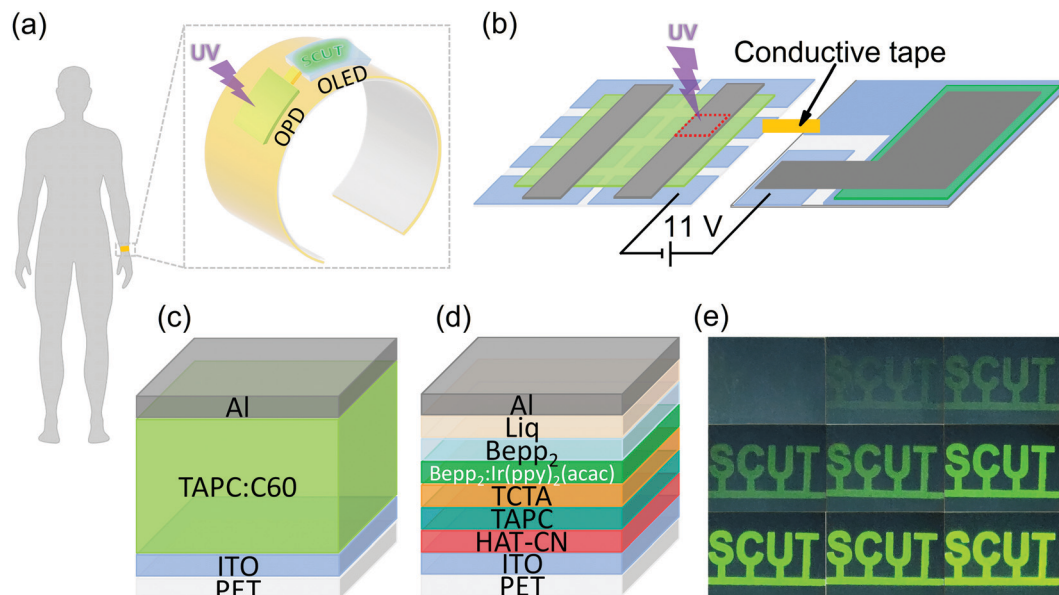 (a)
UV
SCUT
OLED
OPD
(b)
UV
Conductive tape
11 V
(c)
Al
TAPC:C60
ITO
PET
(d)
Al
Liq
Bepp₂
Bepp₂:Ir(ppy)₂(acac)
TCTA
TAPC
HAT-CN
ITO
PET
(e)
SCUT
SCUT
SCUT
SCUT
SCUT
SCUT
SCUT
SCUT